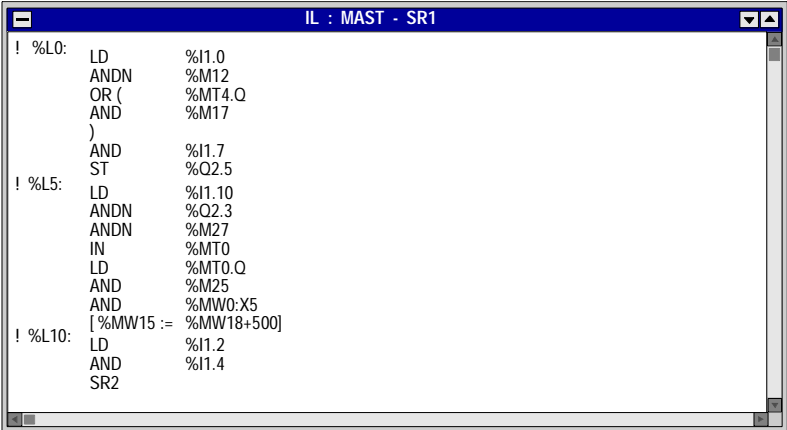 IL : MAST - SR1
! %L0:
LD %I1.0
ANDN %M12
OR ( %MT4.Q
AND %M17
)
AND %I1.7
ST %Q2.5
! %L5:
LD %I1.10
ANDN %Q2.3
ANDN %M27
IN %MT0
LD %MT0.Q
AND %M25
AND %MW0:X5
[ %MW15 := %MW18+500]
! %L10:
LD %I1.2
AND %I1.4
SR2